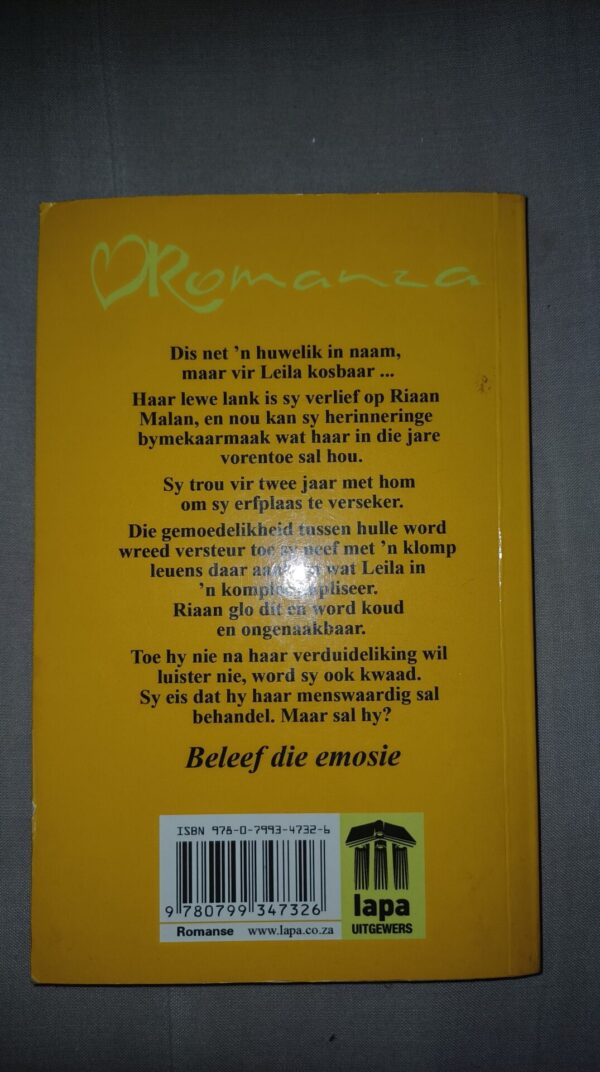 Romanza
Dis net 'n huwelik in naam,
maar vir Leila kosbaar ...
Haar lewe lank is sy verlief op Riaan
Malan, en nou kan sy herinneringe
bymekaarmaak wat haar in die jare
vorentoe sal hou.
Sy trou vir twee jaar met hom
om sy erfplaas te verseker.
Die gemoedelikheid tussen hulle word
wreed versteur toe sy neef met 'n klomp
leuens daar wat Leila in
'n
Riaan glo dit en word koud
en ongenaakbaar.
Toe hy nie na haar verduideliking wil
luister nie, word sy ook kwaad.
Sy eis dat hy haar menswaardig sal
behandel. Maar sal hy?
Beleef die emosie
ISBN 978-0-7993-4732-6
9 780799 347326
Romanse www.lapa.co.za
lapa
UITGEWERS